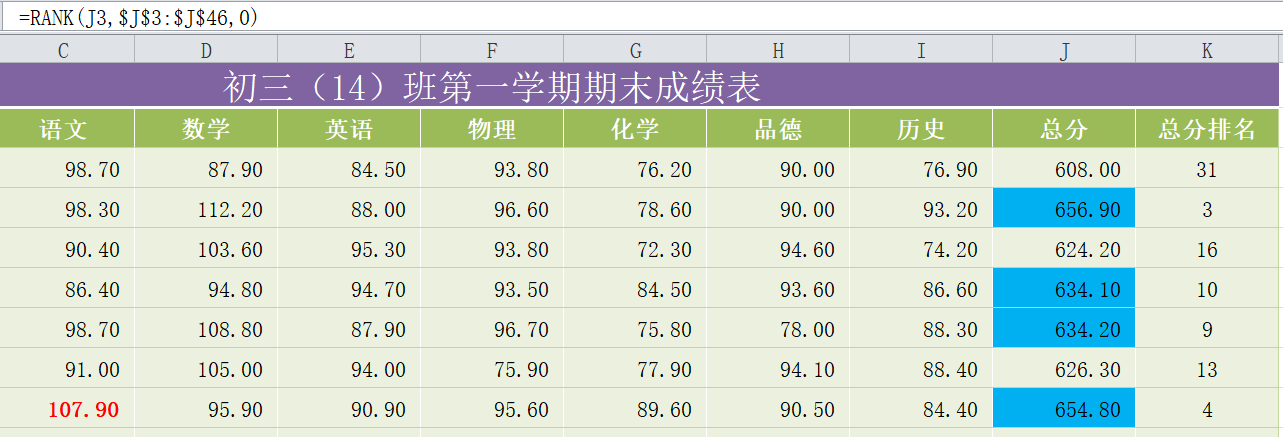 =RANK(J3,$J$3:$J$46,0)
C D E F G H I J K
初三（14）班第一学期期末成绩表
语文 数学 英语 物理 化学 品德 历史 总分 总分排名
98.70 87.90 84.50 93.80 76.20 90.00 76.90 608.00 31
98.30 112.20 88.00 96.60 78.60 90.00 93.20 656.90 3
90.40 103.60 95.30 93.80 72.30 94.60 74.20 624.20 16
86.40 94.80 94.70 93.50 84.50 93.60 86.60 634.10 10
98.70 108.80 87.90 96.70 75.80 78.00 88.30 634.20 9
91.00 105.00 94.00 75.90 77.90 94.10 88.40 626.30 13
107.90 95.90 90.90 95.60 89.60 90.50 84.40 654.80 4